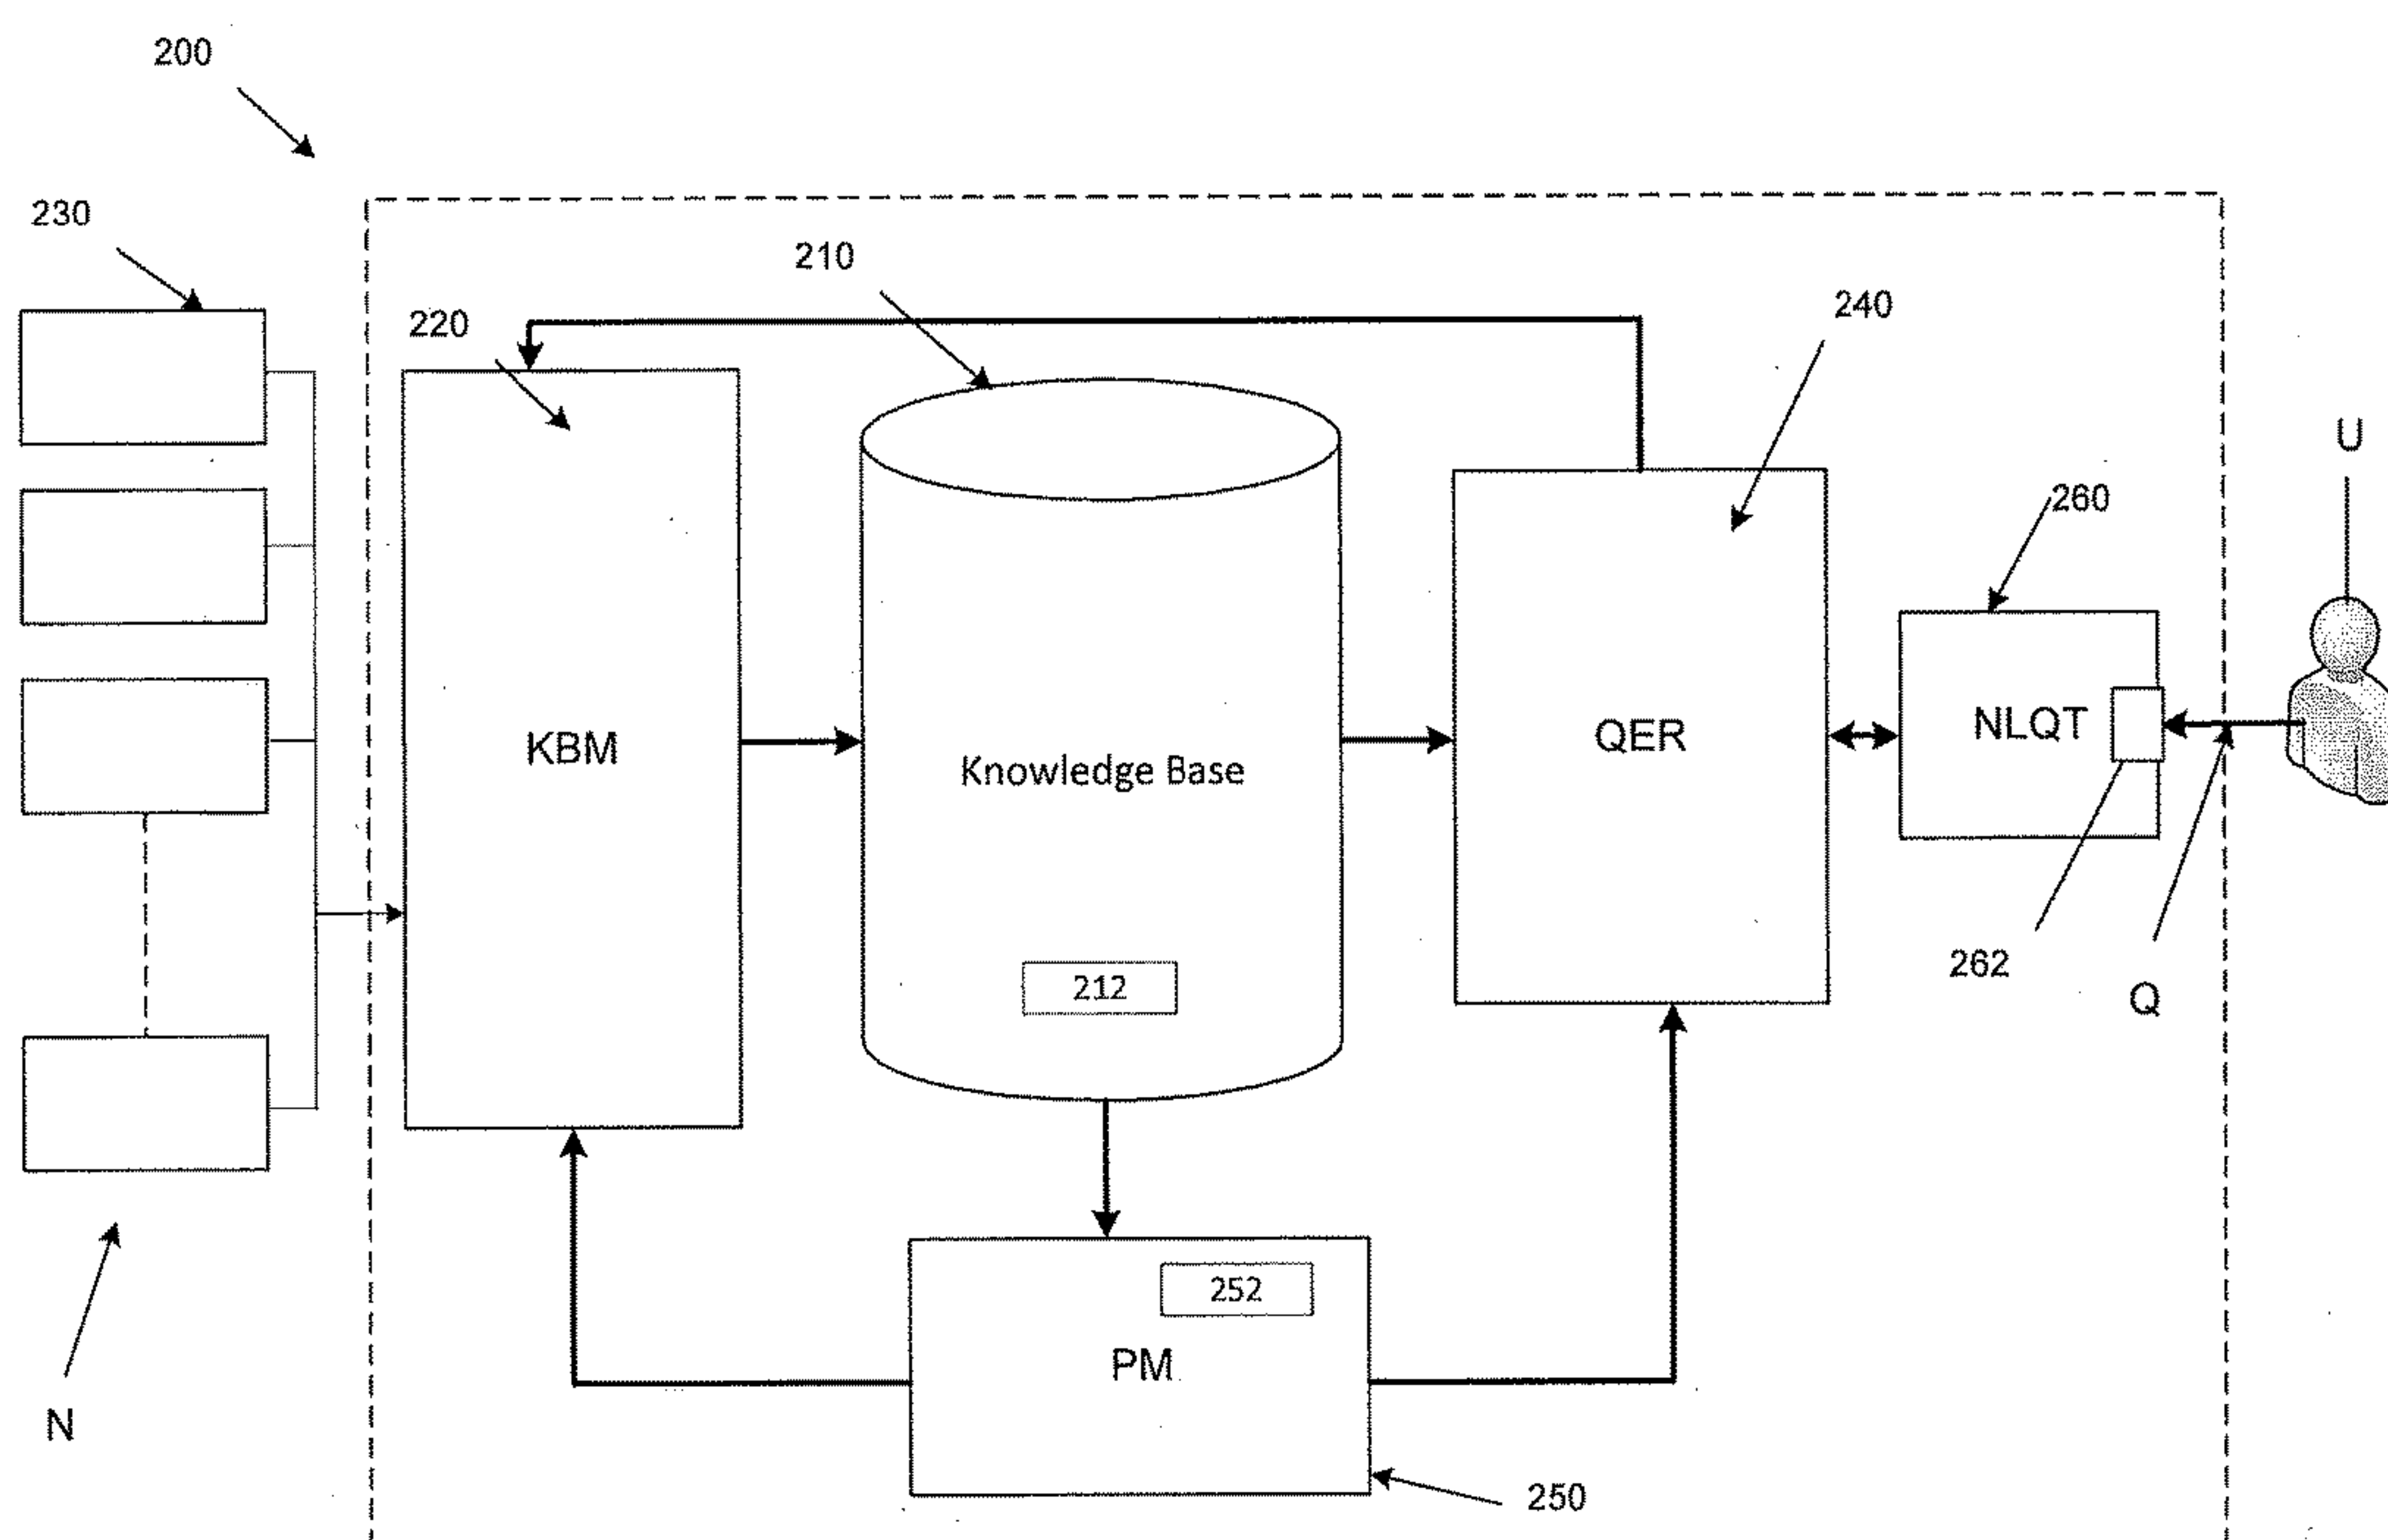 200
230
210
220
240
U
260
KBM
Knowledge Base
QER
NLQT
212
262
Q
252
PM
N
250